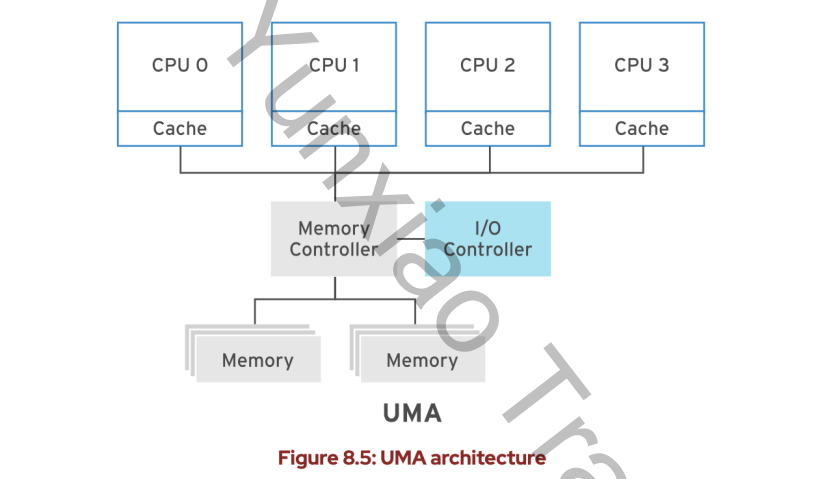 CPU 0
CPU 1
CPU 2
CPU 3
Cache
Cache
Cache
Cache
Memory
Controller
I/O
Controller
Memory
Memory
UMA
Figure 8.5: UMA architecture
Yunxiao